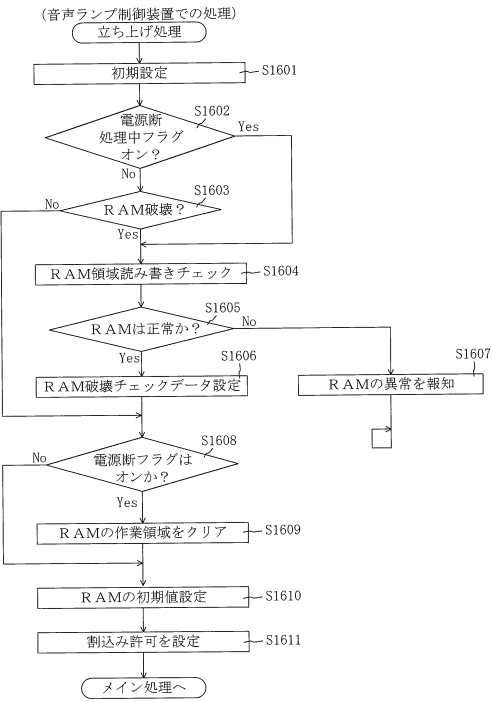 (音声ランプ制御装置での処理)
立ち上げ処理
初期設定
S1601
電源断
処理中フラグ
オン?
S1602
Yes
No
RAM破壊?
S1603
No
Yes
RAM領域読み書きチェック
S1604
RAMは正常か?
S1605
No
Yes
RAM破壊チェックデータ設定
S1606
RAMの異常を報知
S1607
電源断フラグは
オンか?
S1608
No
Yes
RAMの作業領域をクリア
S1609
RAMの初期値設定
S1610
割込み許可を設定
S1611
メイン処理へ